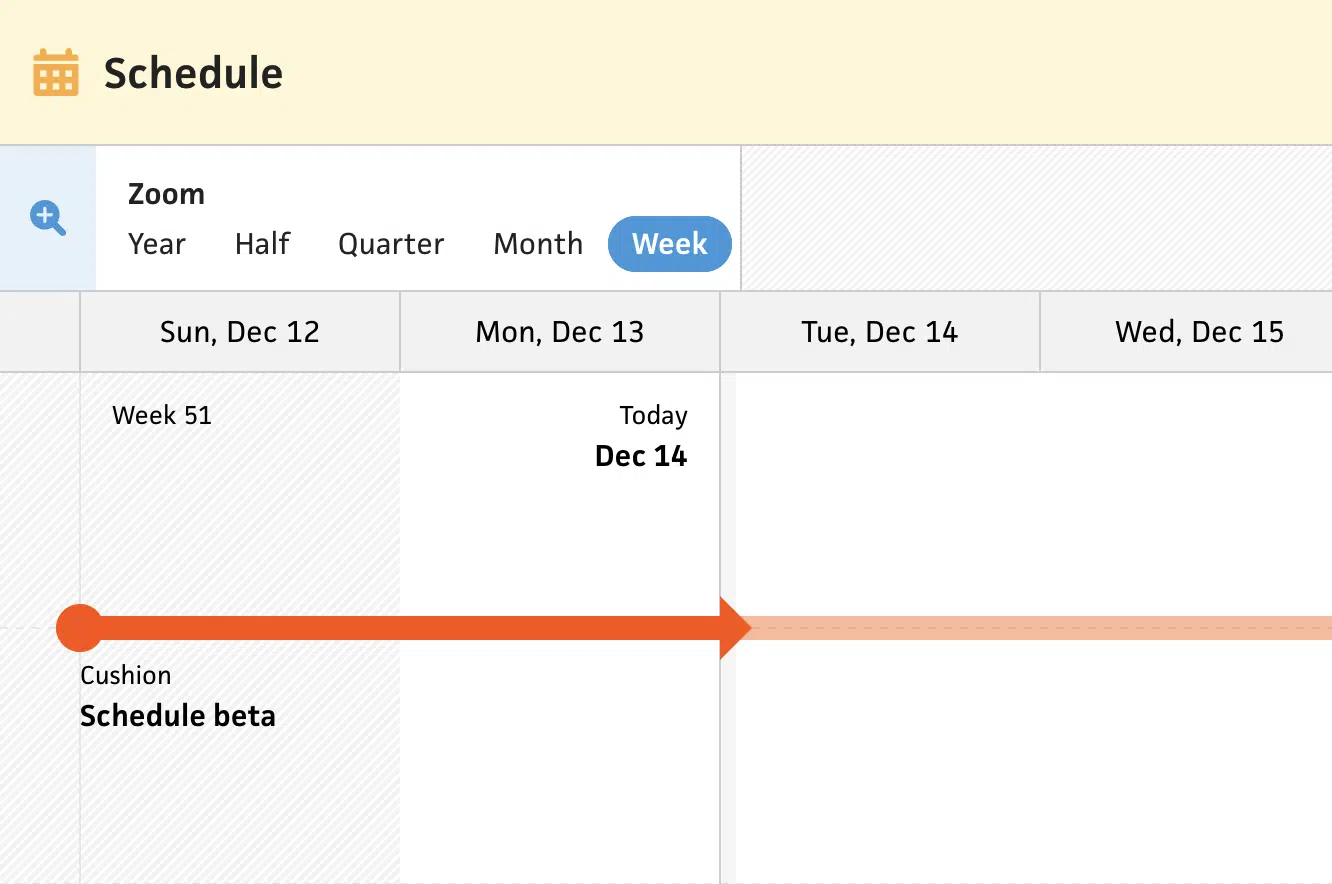 Schedule
Zoom
Year Half Quarter Month Week
Sun, Dec 12 Mon, Dec 13 Tue, Dec 14 Wed, Dec 15
Week 51 Today
Dec 14
Cushion
Schedule beta